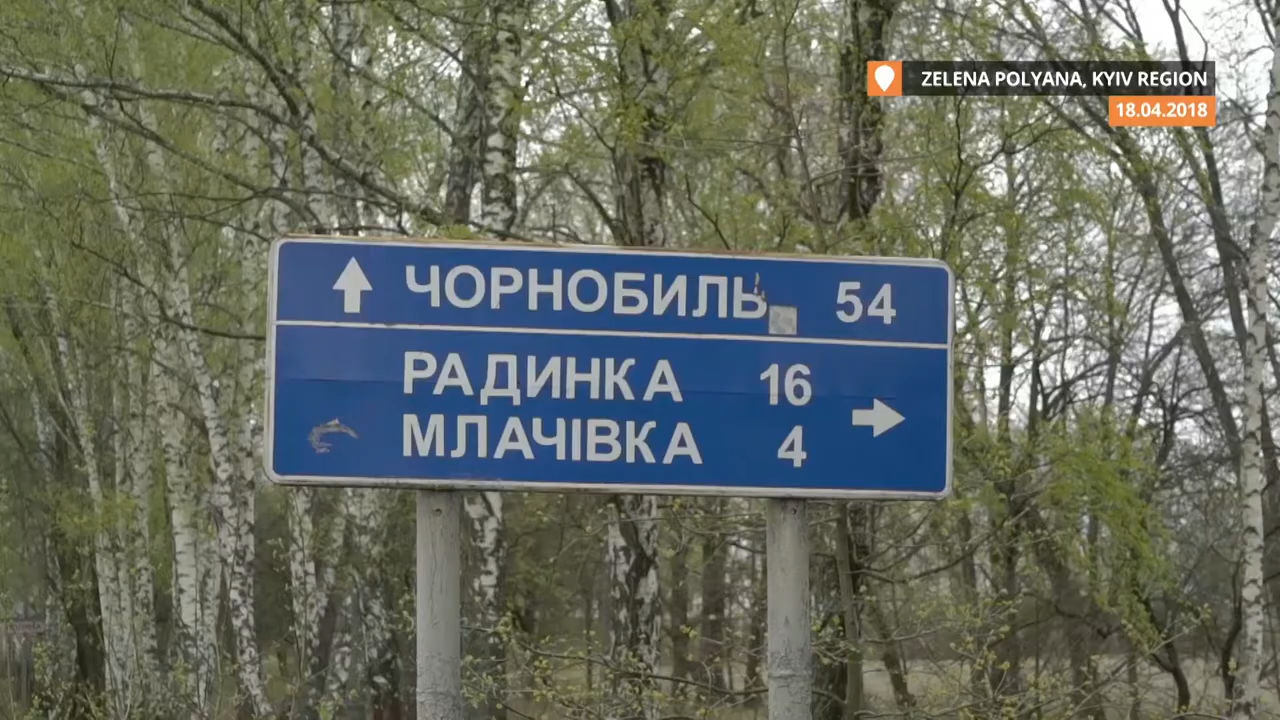 ZELENA POLYANA, KYIV REGION
18.04.2018
ЧОРНОБИЛЬ 54
РАДИНКА 16
МЛАЧІВКА 4